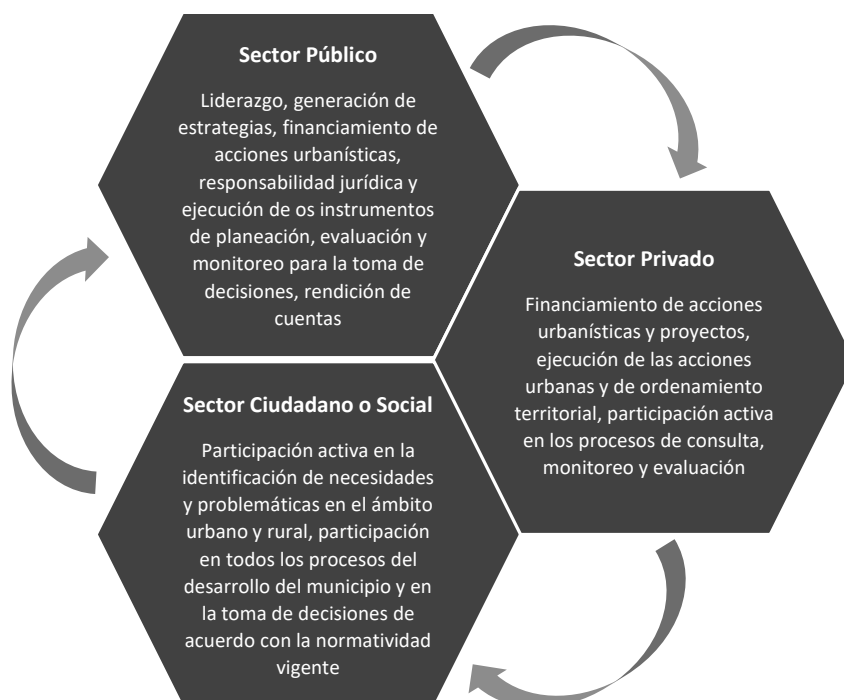 Sector Público
Liderazgo, generación de
estrategias, financiamiento de
acciones urbanísticas,
responsabilidad jurídica y
ejecución de os instrumentos
de planeación, evaluación y
monitoreo para la toma de
decisiones, rendición de
cuentas
Sector Privado
Financiamiento de acciones
urbanísticas y proyectos,
ejecución de las acciones
urbanas y de ordenamiento
territorial, participación activa
en los procesos de consulta,
monitoreo y evaluación
Sector Ciudadano o Social
Participación activa en la
identificación de necesidades
y problemáticas en el ámbito
urbano y rural, participación
en todos los procesos del
desarrollo del municipio y en
la toma de decisiones de
acuerdo con la normatividad
vigente